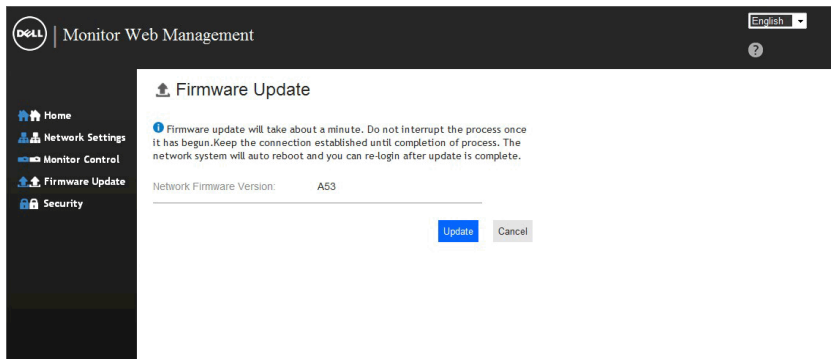 DELL
Monitor Web Management
English
?
Firmware Update
Home
Network Settings
Monitor Control
Firmware Update
Security
Firmware update will take about a minute. Do not interrupt the process once
it has begun.Keep the connection established until completion of process. The
network system will auto reboot and you can re-login after update is complete.
Network Firmware Version: A53
Update Cancel